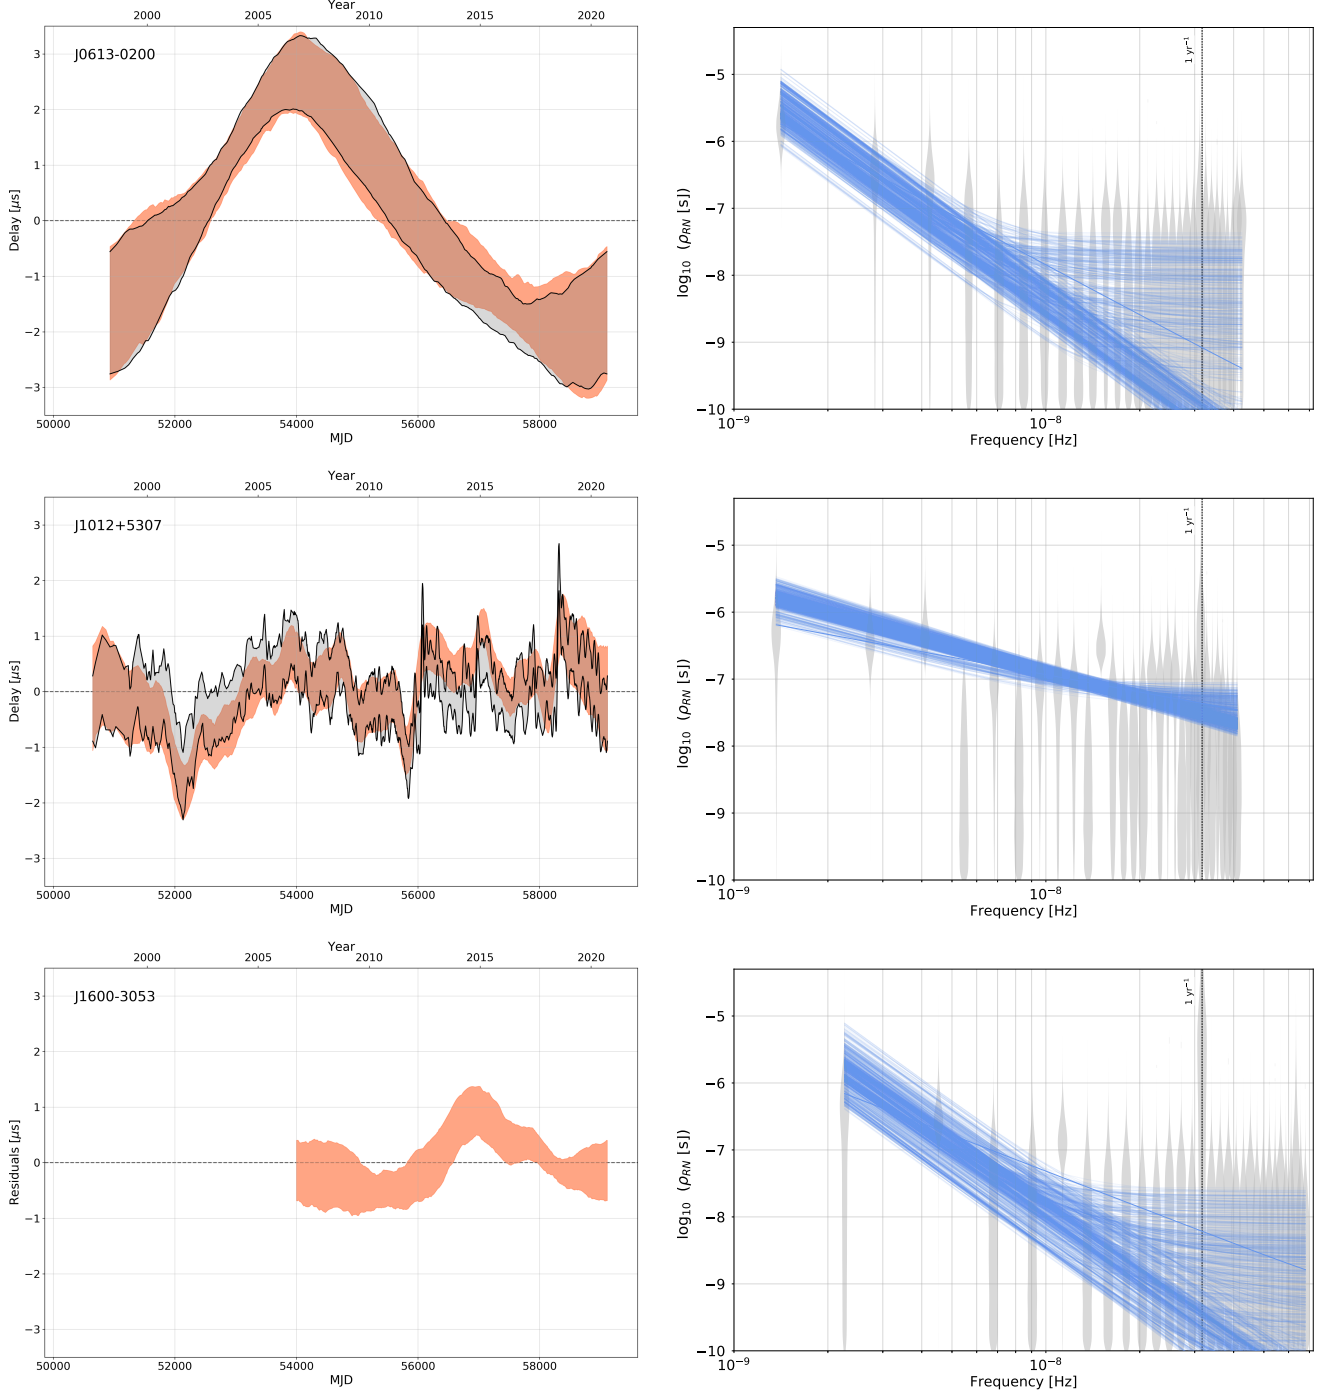 Year
2000 2005 2010 2015 2020
J0613-0200
3
2
1
0
−1
−2
−3
Delay [μs]
50000 52000 54000 56000 58000
MJD
1 yr⁻¹
−5
−6
−7
−8
−9
−10
log₁₀ (ρ_RN [s])
10⁻⁹ 10⁻⁸
Frequency [Hz]
Year
2000 2005 2010 2015 2020
J1012+5307
3
2
1
0
−1
−2
−3
Delay [μs]
50000 52000 54000 56000 58000
MJD
1 yr⁻¹
−5
−6
−7
−8
−9
−10
log₁₀ (ρ_RN [s])
10⁻⁹ 10⁻⁸
Frequency [Hz]
Year
2000 2005 2010 2015 2020
J1600-3053
3
2
1
0
−1
−2
−3
Residuals [μs]
50000 52000 54000 56000 58000
MJD
1 yr⁻¹
−5
−6
−7
−8
−9
−10
log₁₀ (ρ_RN [s])
10⁻⁹ 10⁻⁸
Frequency [Hz]